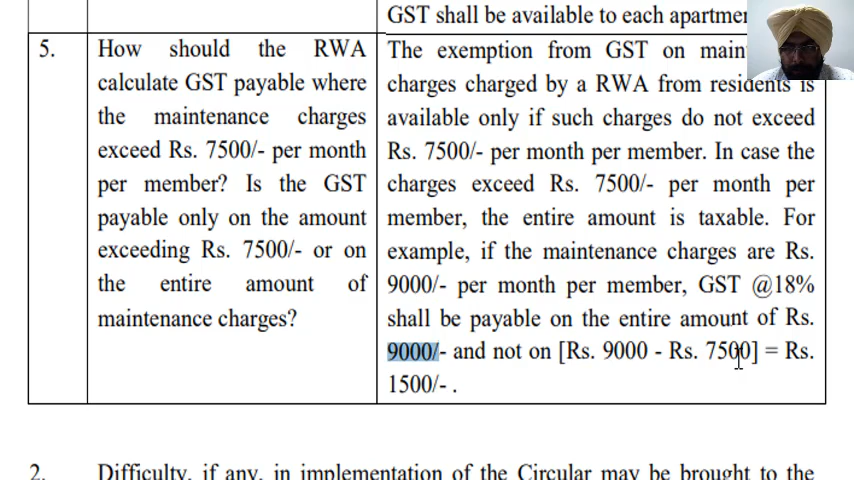 GST shall be available to each
5. How should the RWA calculate GST payable where the maintenance charges exceed Rs. 7500/- per month per member? Is the GST payable only on the amount exceeding Rs. 7500/- or on the entire amount of maintenance charges?
The exemption from GST on
charges charged by a RWA from residents is
available only if such charges do not exceed
Rs. 7500/- per month per member. In case the
charges exceed Rs. 7500/- per month per
member, the entire amount is taxable. For
example, if the maintenance charges are Rs.
9000/- per month per member, GST @18%
shall be payable on the entire amount of Rs.
9000/- and not on [Rs. 9000 - Rs. 7500] = Rs.
1500/- .
2. Difficulty, if any, in implementation of the Circular may be brought to the